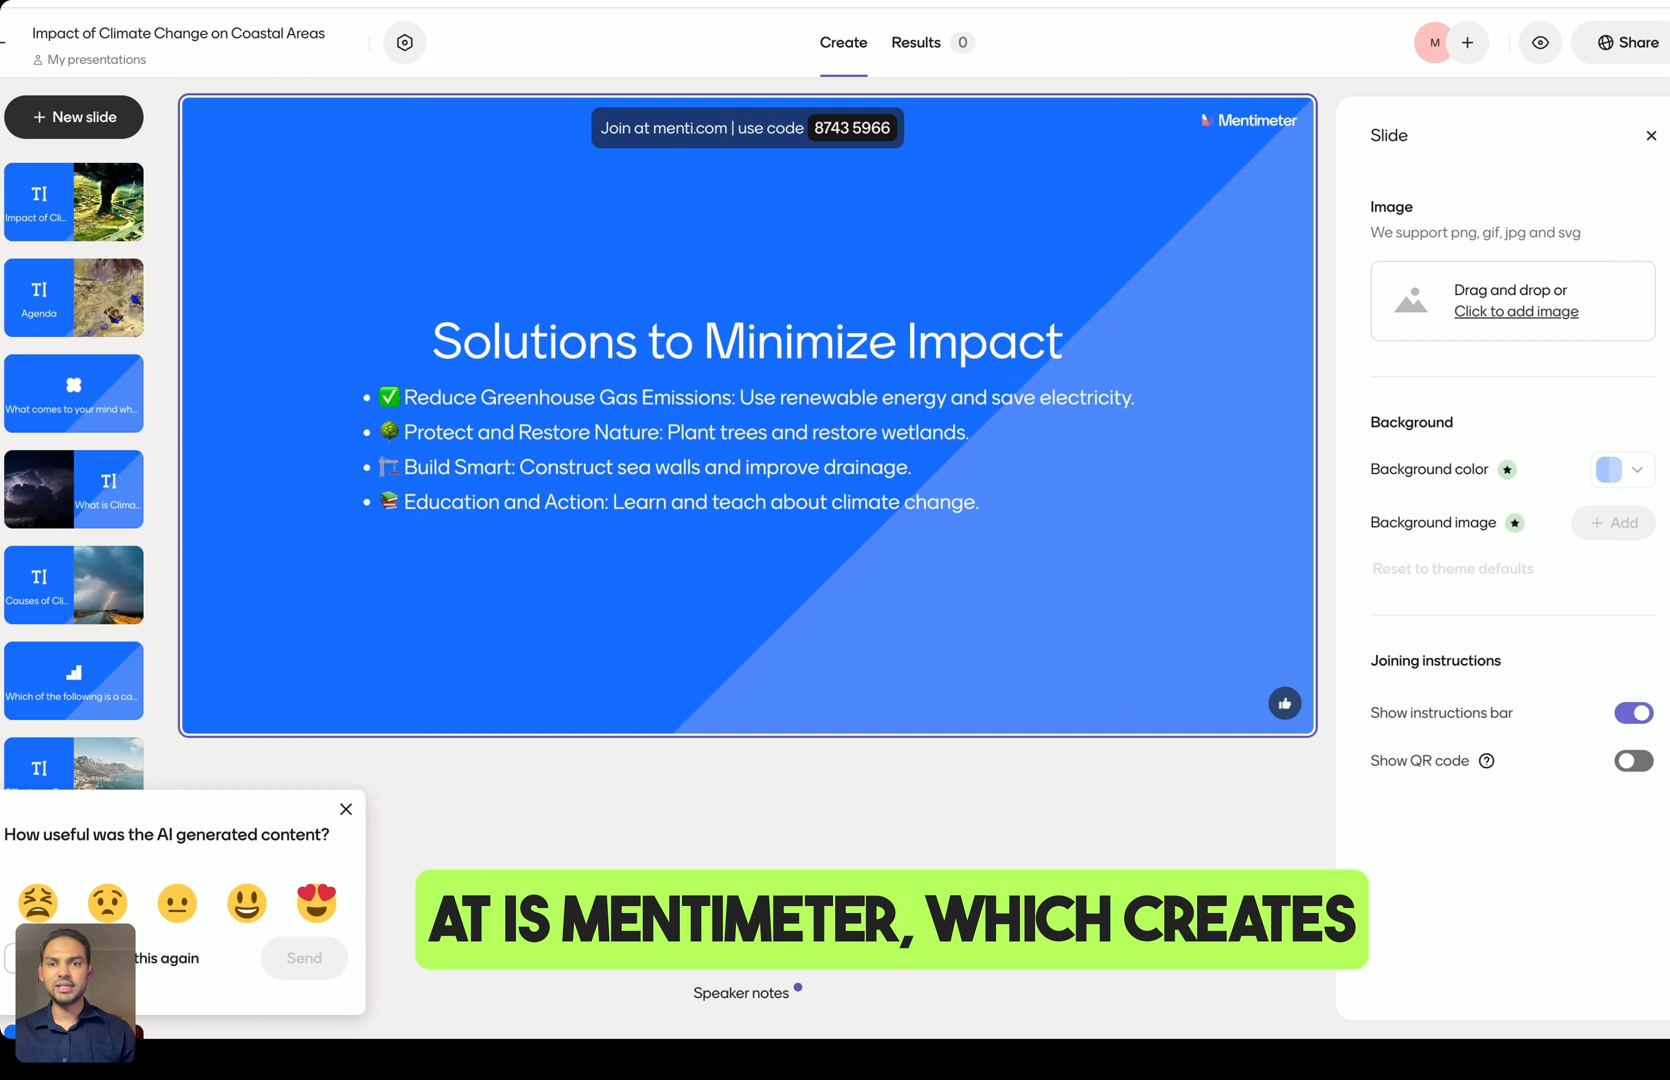 Impact of Climate Change on Coastal Areas
My presentations
Create
Results 0
M
Share
New slide
Join at menti.com | use code 8743 5966
Mentimeter
Slide
Impact of Cli...
Agenda
What comes to your mind wh...
What is Clima...
Causes of Cli...
Which of the following is a ca...
Solutions to Minimize Impact
• ✅ Reduce Greenhouse Gas Emissions: Use renewable energy and save electricity.
• 🌳 Protect and Restore Nature: Plant trees and restore wetlands.
• 🏗️ Build Smart: Construct sea walls and improve drainage.
• 📚 Education and Action: Learn and teach about climate change.
Image
We support png, gif, jpg and svg
Drag and drop or
Click to add image
Background
Background color
Background image
Add
Reset to theme defaults
Joining instructions
Show instructions bar
Show QR code
How useful was the AI generated content?
this again
Send
AT IS MENTIMETER, WHICH CREATES
Speaker notes